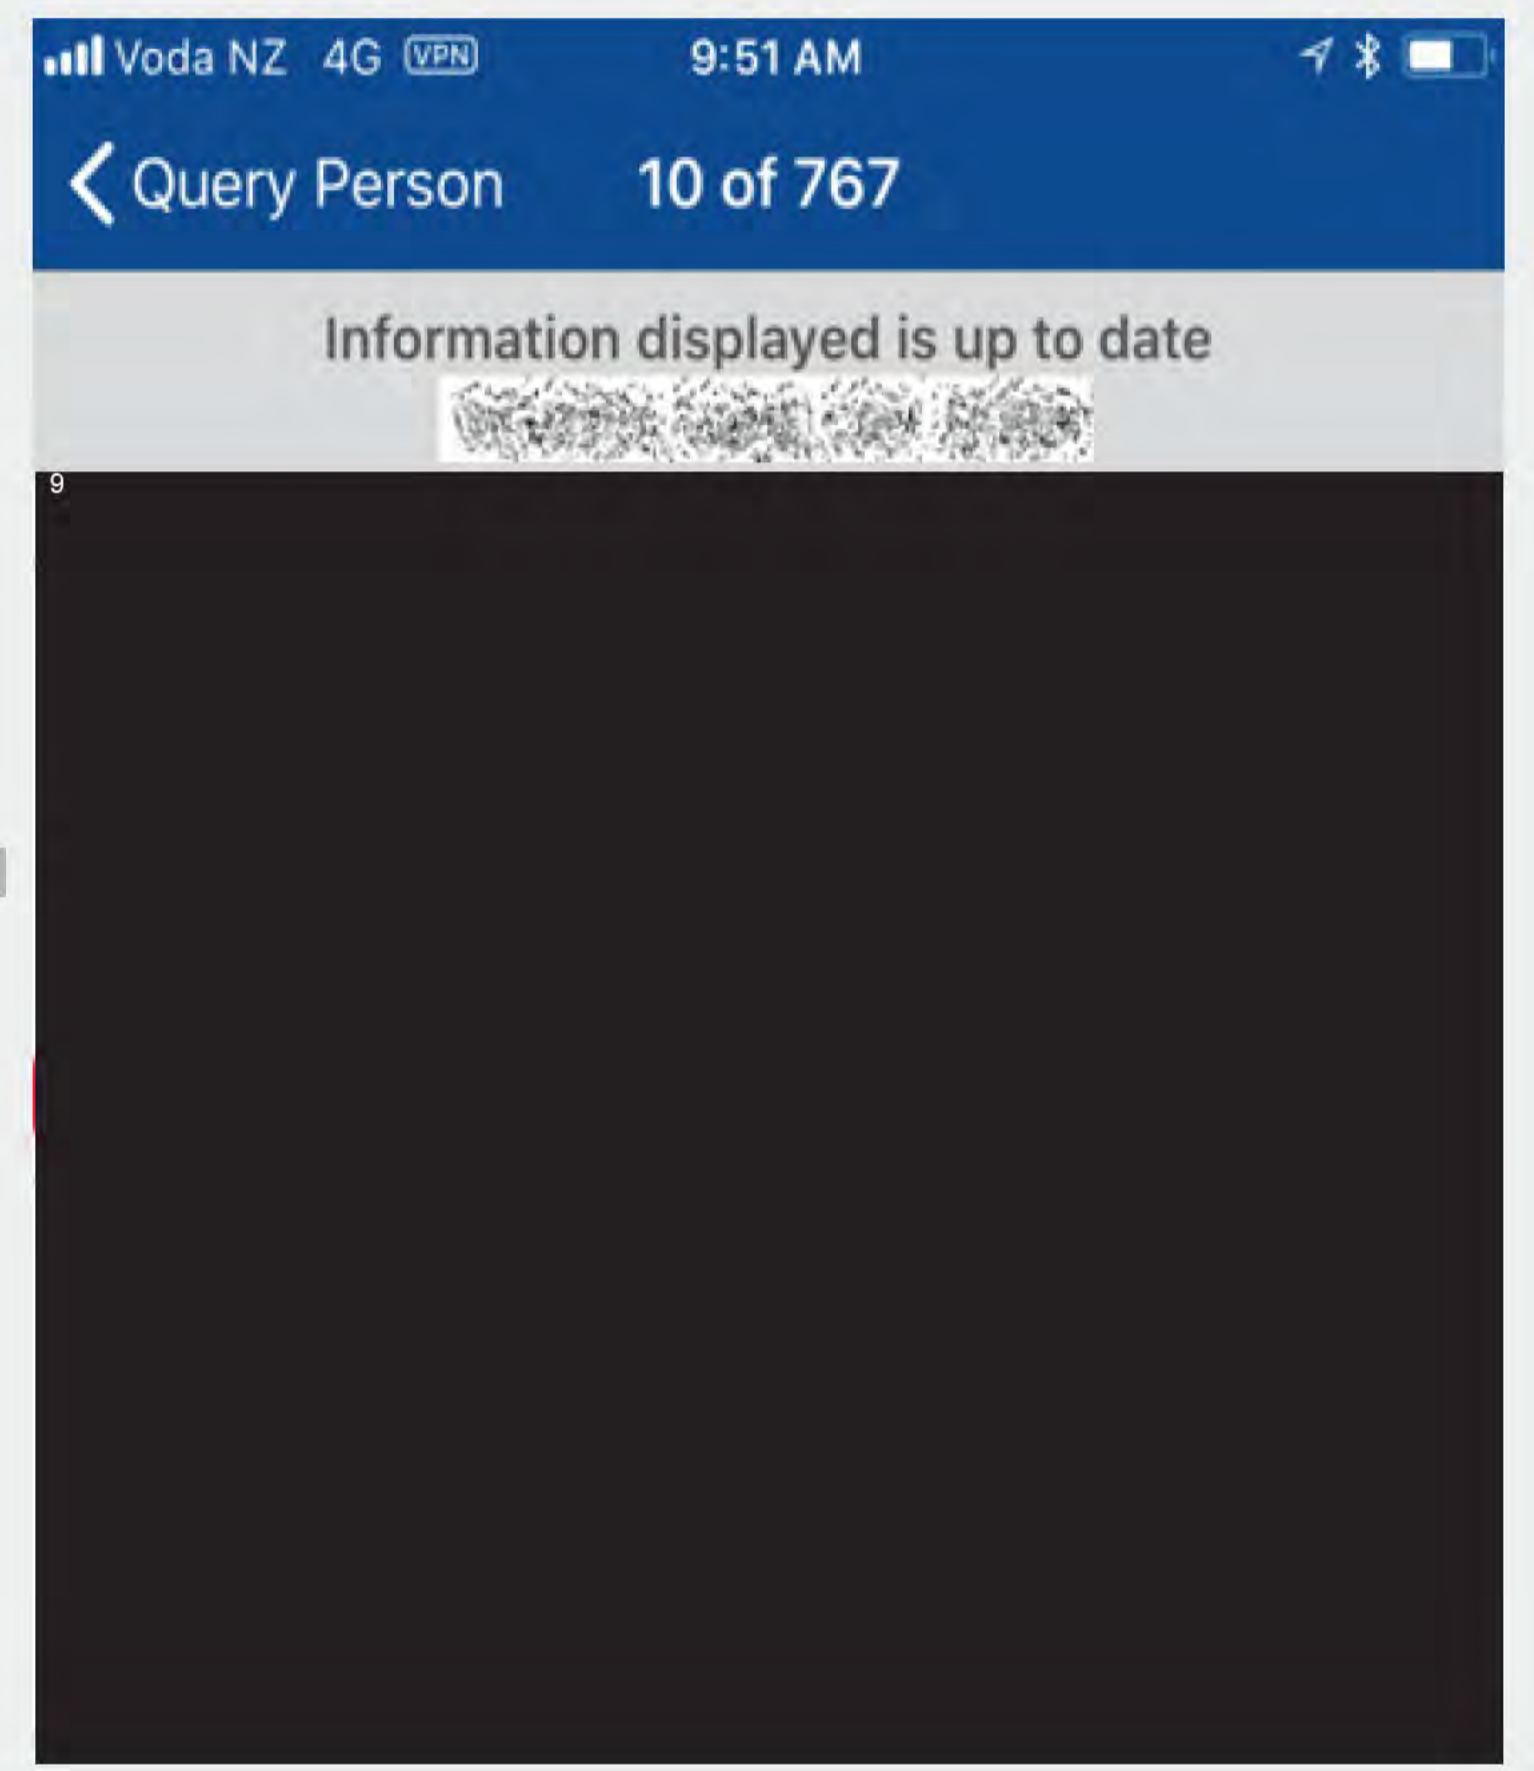 Voda NZ 4G VPN 9:51 AM
Query Person 10 of 767
Information displayed is up to date
9